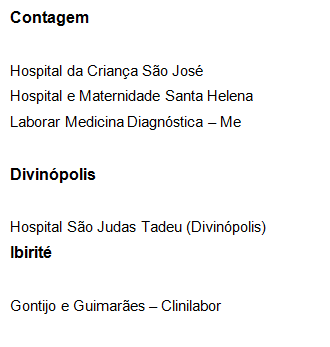 Contagem
Hospital da Criança São José
Hospital e Maternidade Santa Helena
Laborar Medicina Diagnóstica – Me
Divinópolis
Hospital São Judas Tadeu (Divinópolis)
Ibirité
Gontijo e Guimarães – Clinilabor